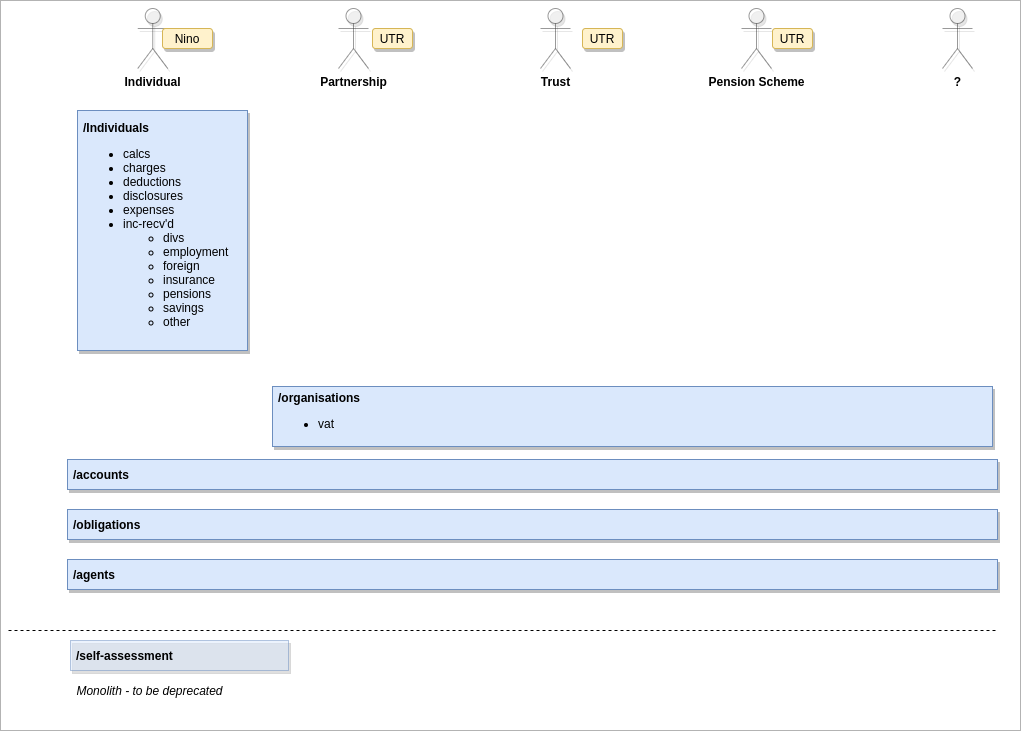 Nino
UTR
UTR
UTR
Individual
Partnership
Trust
Pension Scheme
?
/Individuals
calcs
charges
deductions
disclosures
expenses
inc-recv'd
divs
employment
foreign
insurance
pensions
savings
other
/organisations
vat
/accounts
/obligations
/agents
/self-assessment
Monolith - to be deprecated